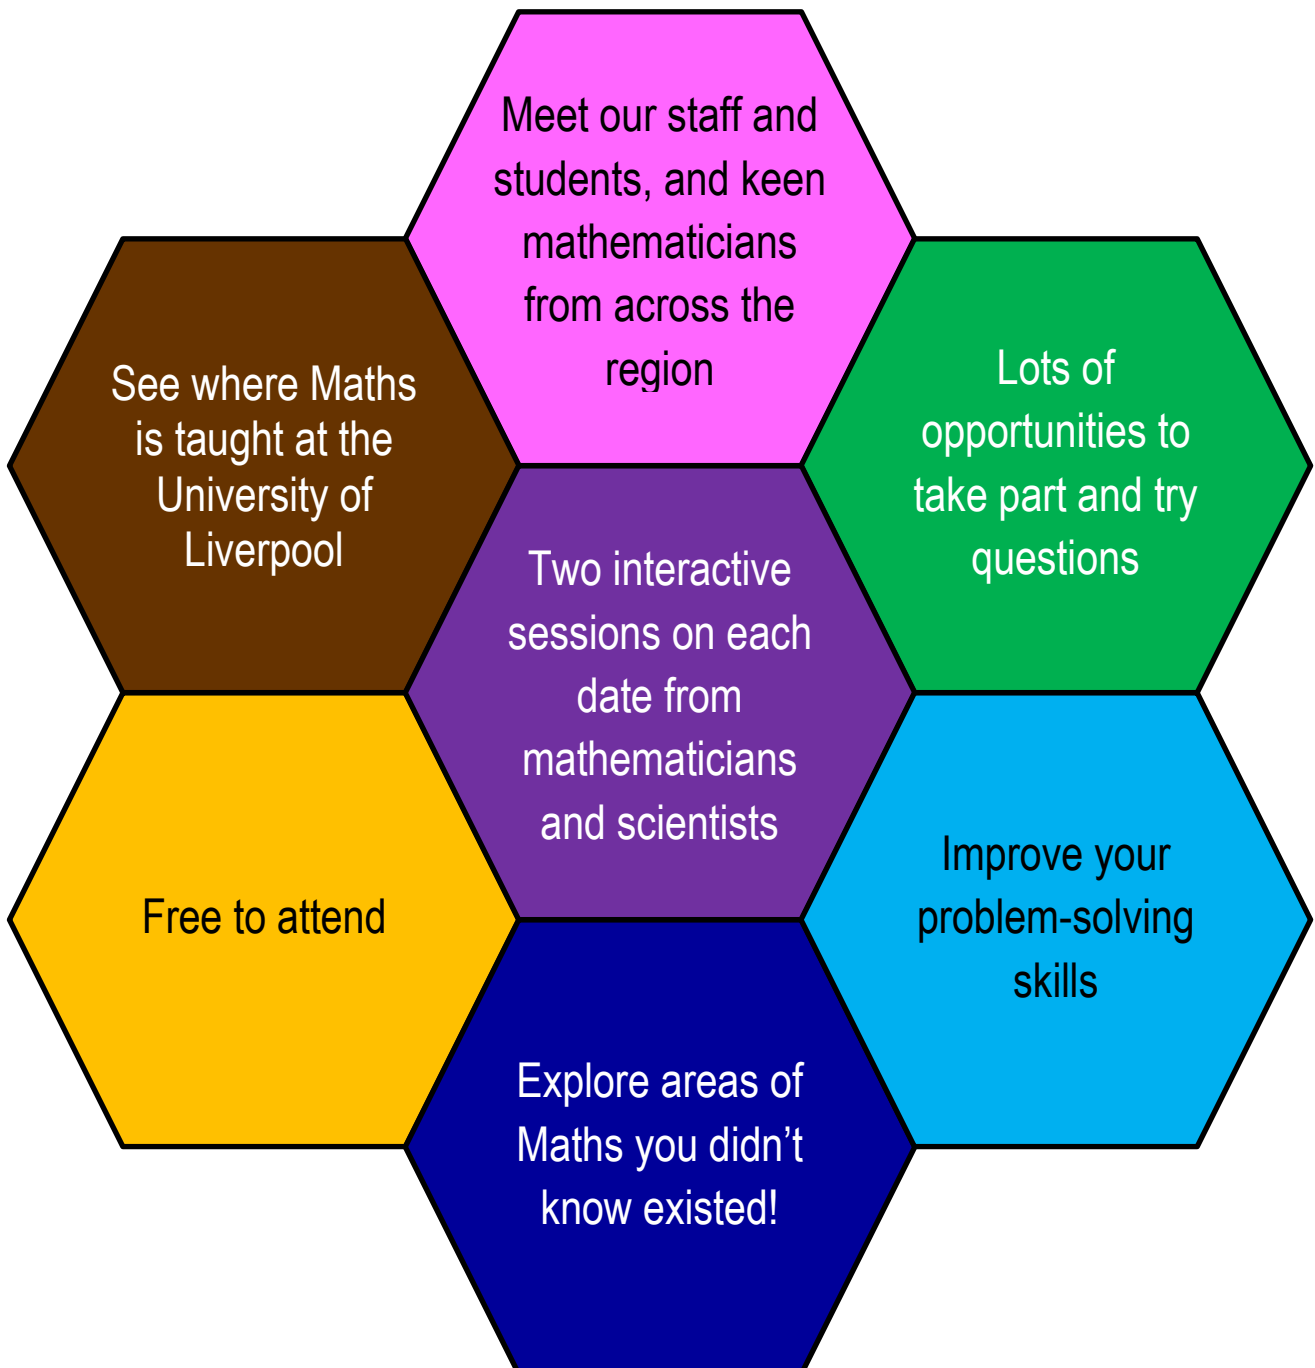 Meet our staff and
students, and keen
mathematicians
from across the
region
See where Maths
is taught at the
University of
Liverpool
Lots of
opportunities to
take part and try
questions
Two interactive
sessions on each
date from
mathematicians
and scientists
Free to attend
Improve your
problem-solving
skills
Explore areas of
Maths you didn’t
know existed!